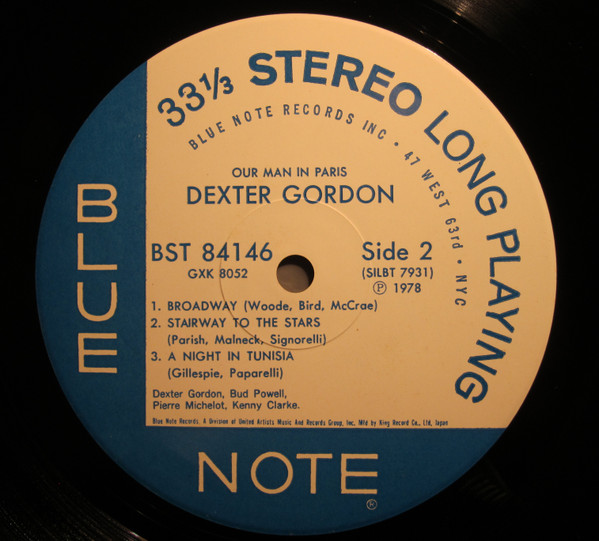 33⅓ STEREO LONG PLAYING
BLUE NOTE RECORDS INC • 47 WEST 63rd • NYC
OUR MAN IN PARIS
DEXTER GORDON
BST 84146
GXK 8052
Side 2
(SILBT 7931)
Ⓟ 1978
1. BROADWAY (Woode, Bird, McCrae)
2. STAIRWAY TO THE STARS
(Parish, Malneck, Signorelli)
3. A NIGHT IN TUNISIA
(Gillespie, Paparelli)
Dexter Gordon, Bud Powell,
Pierre Michelot, Kenny Clarke.
Blue Note Records, A Division of United Artists Music And Records Group, Inc. Mfd by King Record Co., Ltd, Japan
BLUE
NOTE®